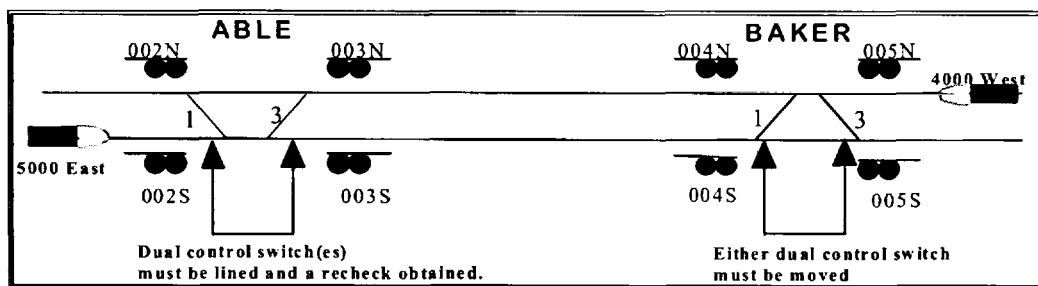 ABLE
BAKER
002N
003N
004N
005N
4000 West
1
3
1
3
5000 East
002S
003S
004S
005S
Dual control switch(es)
must be lined and a recheck obtained.
Either dual control switch
must be moved